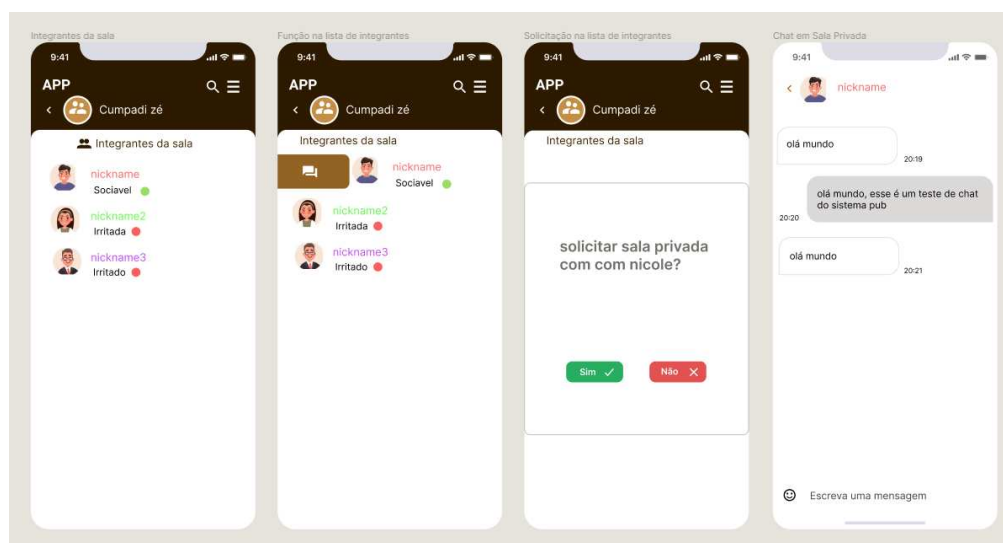 Integrantes da sala
9:41
APP
Cumpadi zé
Integrantes da sala
nickname
Sociavel
nickname2
Irritada
nickname3
Irritado
Função na lista de integrantes
9:41
APP
Cumpadi zé
Integrantes da sala
nickname
Sociavel
nickname2
Irritada
nickname3
Irritado
Solicitação na lista de integrantes
9:41
APP
Cumpadi zé
Integrantes da sala
solicitar sala privada
com com nicole?
Sim
Não
Chat em Sala Privada
9:41
nickname
olá mundo
20:19
olá mundo, esse é um teste de chat
do sistema pub
20:20
olá mundo
20:21
Escreva uma mensagem